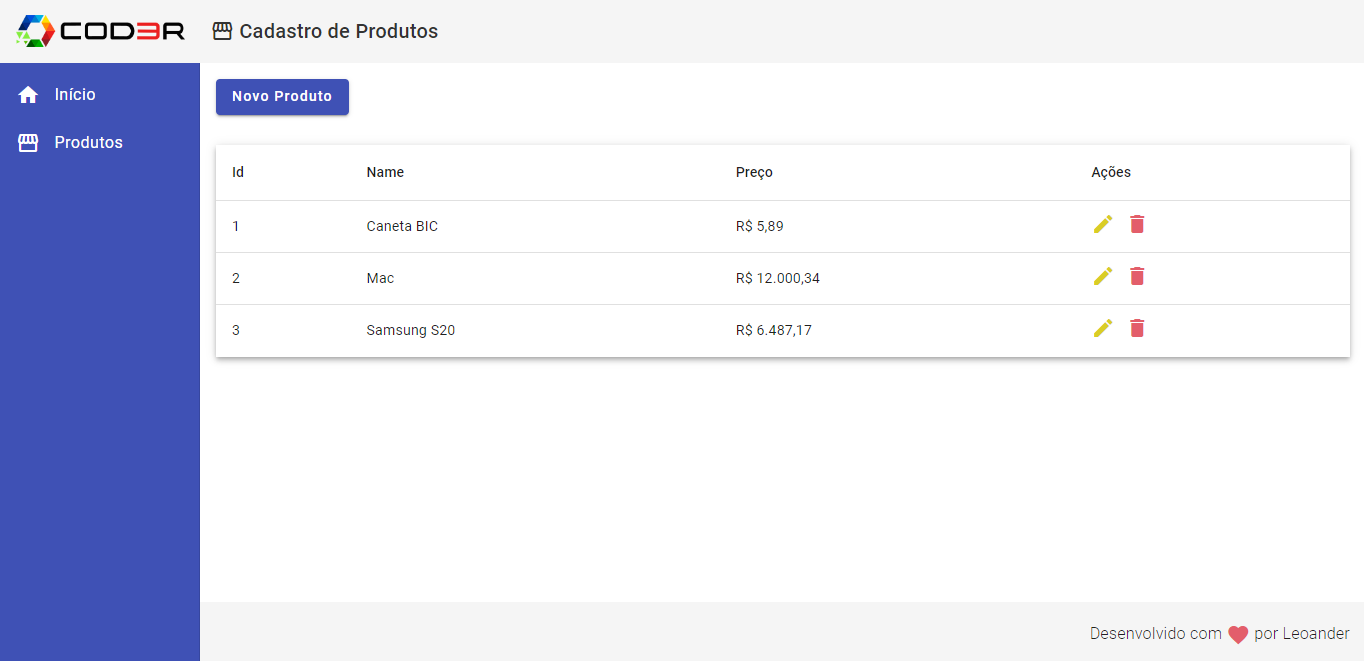 COD3R Cadastro de Produtos
Início
Produtos
Novo Produto
Id Name Preço Ações
1 Caneta BIC R$ 5,89
2 Mac R$ 12.000,34
3 Samsung S20 R$ 6.487,17
Desenvolvido com por Leoander